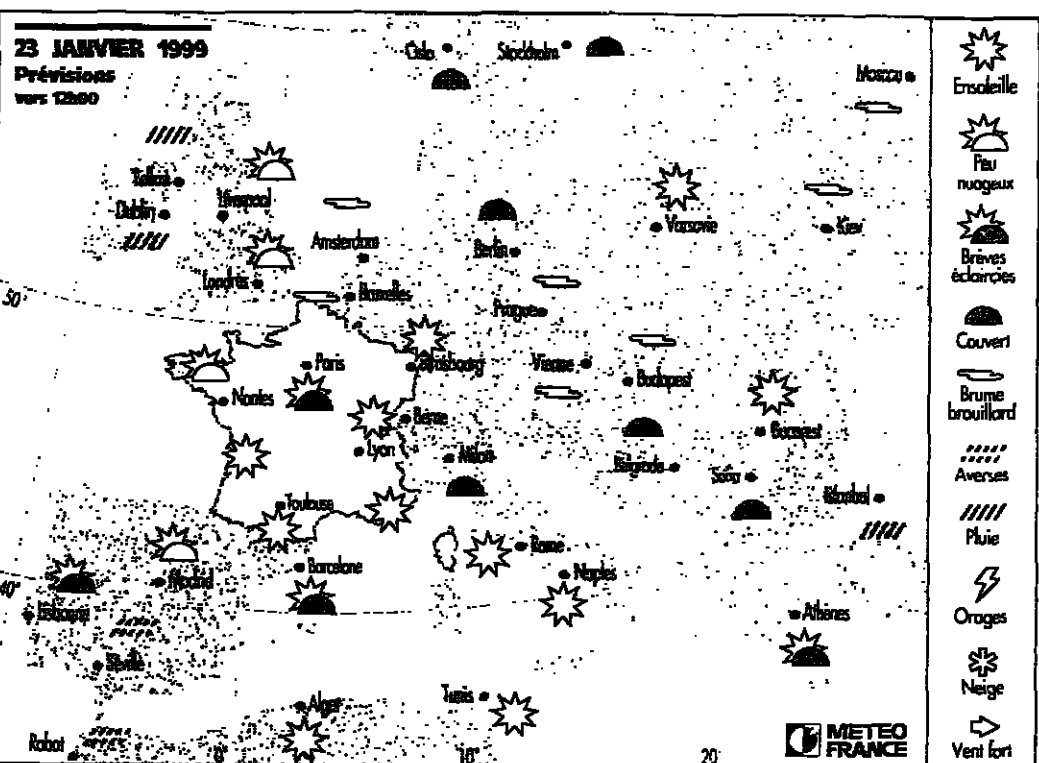 23 JANVIER 1999
Prévisions
vers 12h00
Oslo
Stockholm
Moscou
Dublin
Liverpool
Amsterdam
Berlin
Varsovie
Kiev
Londres
Bruxelles
50°
Prague
Paris
Strasbourg
Vienne
Budapest
Nantes
Berne
Lyon
Milan
Bucarest
Belgrade
Sofia
Istanbul
Toulouse
Rome
Barcelone
Madrid
Naples
40°
Lisbonne
Athènes
Séville
Alger
Tunis
Rabat
0°
10°
20°
METEO
FRANCE
Ensoleille
Peu
nuageux
Brèves
éclaircies
Couvert
Brume
brouillard
Averses
Pluie
Orages
Neige
Vent fort